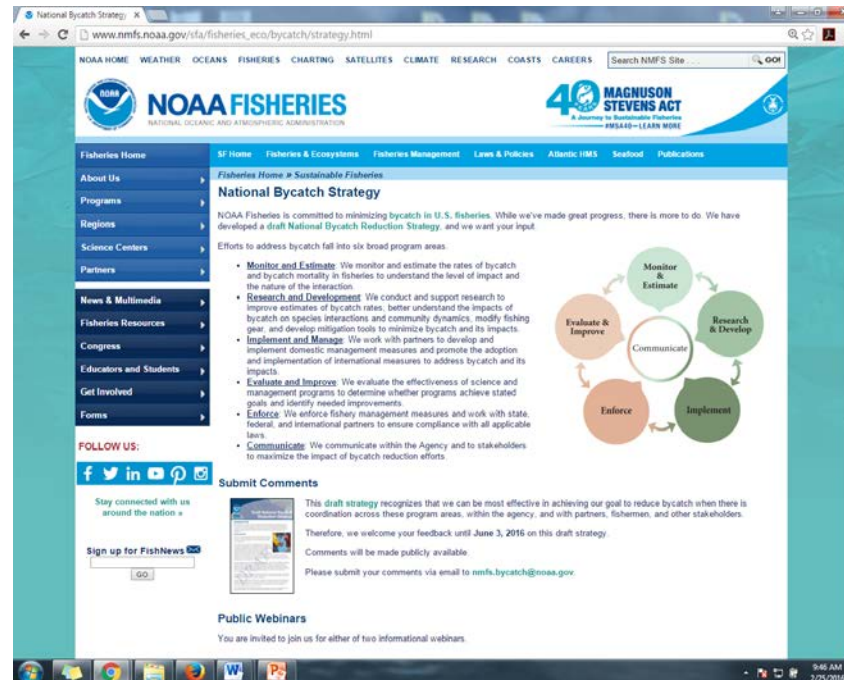 National Bycatch Strategy
www.nmfs.noaa.gov/sfa/fisheries_eco/bycatch/strategy.html
NOAA HOME WEATHER OCEANS FISHERIES CHARTING SATELLITES CLIMATE RESEARCH COASTS CAREERS Search NMFS Site . . . GO!
NOAA
NOAA FISHERIES
NATIONAL OCEANIC AND ATMOSPHERIC ADMINISTRATION
40 MAGNUSON
STEVENS ACT
A Journey to Sustainable Fisheries
#MSA40—LEARN MORE
Fisheries Home
About Us
Programs
Regions
Science Centers
Partners
News & Multimedia
Fisheries Resources
Congress
Educators and Students
Get Involved
Forms
FOLLOW US:
Stay connected with us
around the nation »
Sign up for FishNews
GO
SF Home Fisheries & Ecosystems Fisheries Management Laws & Policies Atlantic HMS Seafood Publications
Fisheries Home » Sustainable Fisheries
National Bycatch Strategy
NOAA Fisheries is committed to minimizing bycatch in U.S. fisheries. While we've made great progress, there is more to do. We have
developed a draft National Bycatch Reduction Strategy, and we want your input.
Efforts to address bycatch fall into six broad program areas.
• Monitor and Estimate: We monitor and estimate the rates of bycatch
and bycatch mortality in fisheries to understand the level of impact and
the nature of the interaction.
• Research and Development: We conduct and support research to
improve estimates of bycatch rates, better understand the impacts of
bycatch on species interactions and community dynamics, modify fishing
gear, and develop mitigation tools to minimize bycatch and its impacts.
• Implement and Manage: We work with partners to develop and
implement domestic management measures and promote the adoption
and implementation of international measures to address bycatch and its
impacts.
• Evaluate and Improve: We evaluate the effectiveness of science and
management programs to determine whether programs achieve stated
goals and identify needed improvements.
• Enforce: We enforce fishery management measures and work with state,
federal, and international partners to ensure compliance with all applicable
laws.
• Communicate: We communicate within the Agency and to stakeholders
to maximize the impact of bycatch reduction efforts.
Monitor
&
Estimate
Research
& Develop
Implement
Enforce
Evaluate &
Improve
Communicate
Submit Comments
This draft strategy recognizes that we can be most effective in achieving our goal to reduce bycatch when there is
coordination across these program areas, within the agency, and with partners, fishermen, and other stakeholders.
Therefore, we welcome your feedback until June 3, 2016 on this draft strategy.
Comments will be made publicly available.
Please submit your comments via email to nmfs.bycatch@noaa.gov.
Public Webinars
You are invited to join us for either of two informational webinars.
9:46 AM